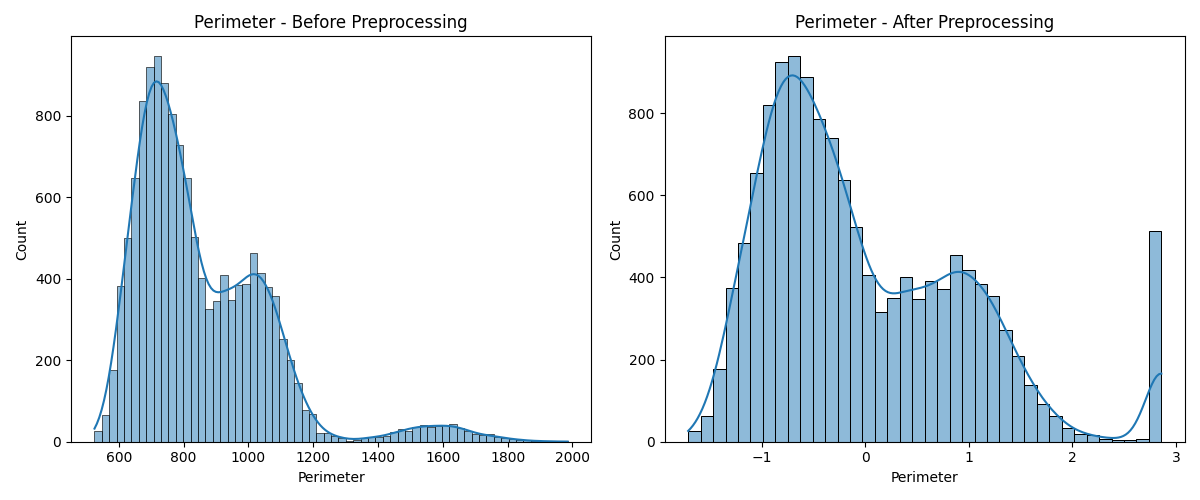 Perimeter - Before Preprocessing
Count
800
600
400
200
0
600 800 1000 1200 1400 1600 1800 2000
Perimeter
Perimeter - After Preprocessing
Count
800
600
400
200
0
−1 0 1 2 3
Perimeter